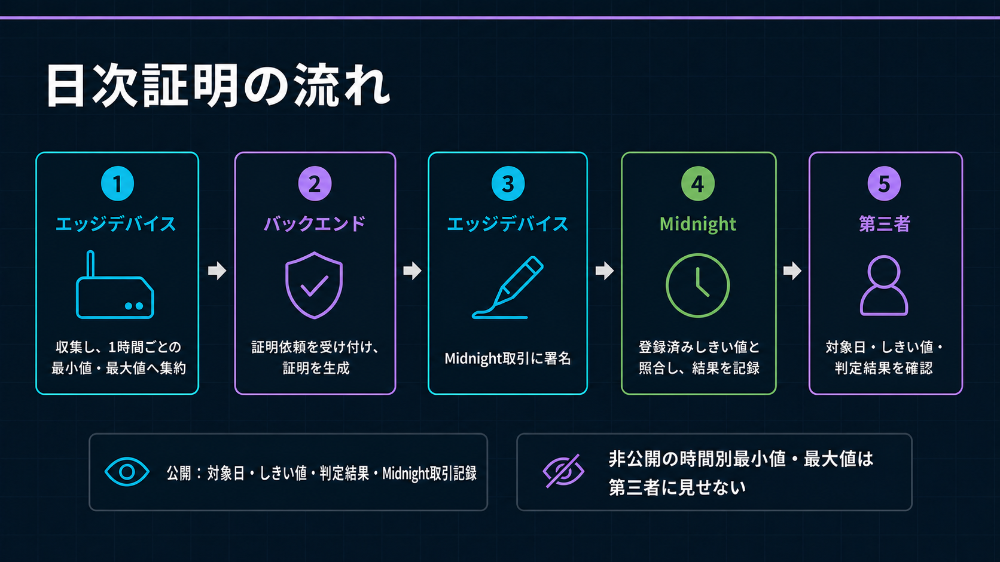 日次証明の流れ
1
エッジデバイス
収集し、1時間ごとの
最小値・最大値へ集約
2
バックエンド
証明依頼を受け付け、
証明を生成
3
エッジデバイス
Midnight取引に署名
4
Midnight
登録済みしきい値と
照合し、結果を記録
5
第三者
対象日・しきい値・
判定結果を確認
公開：対象日・しきい値・判定結果・Midnight取引記録
非公開の時間別最小値・最大値は
第三者に見せない